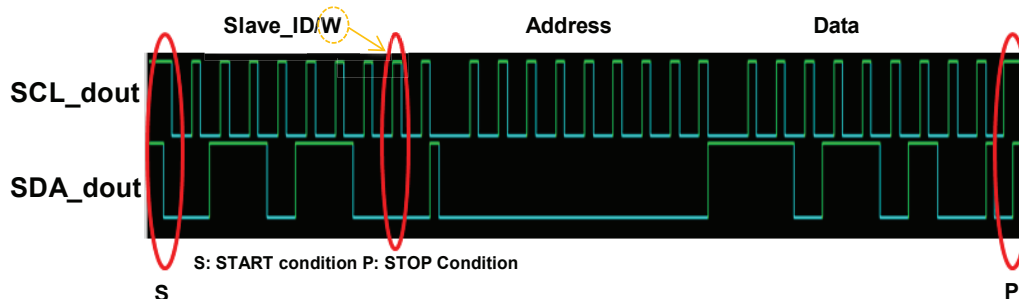 Slave_ID/W Address Data
SCL_dout
SDA_dout
S: START condition P: STOP Condition
S P